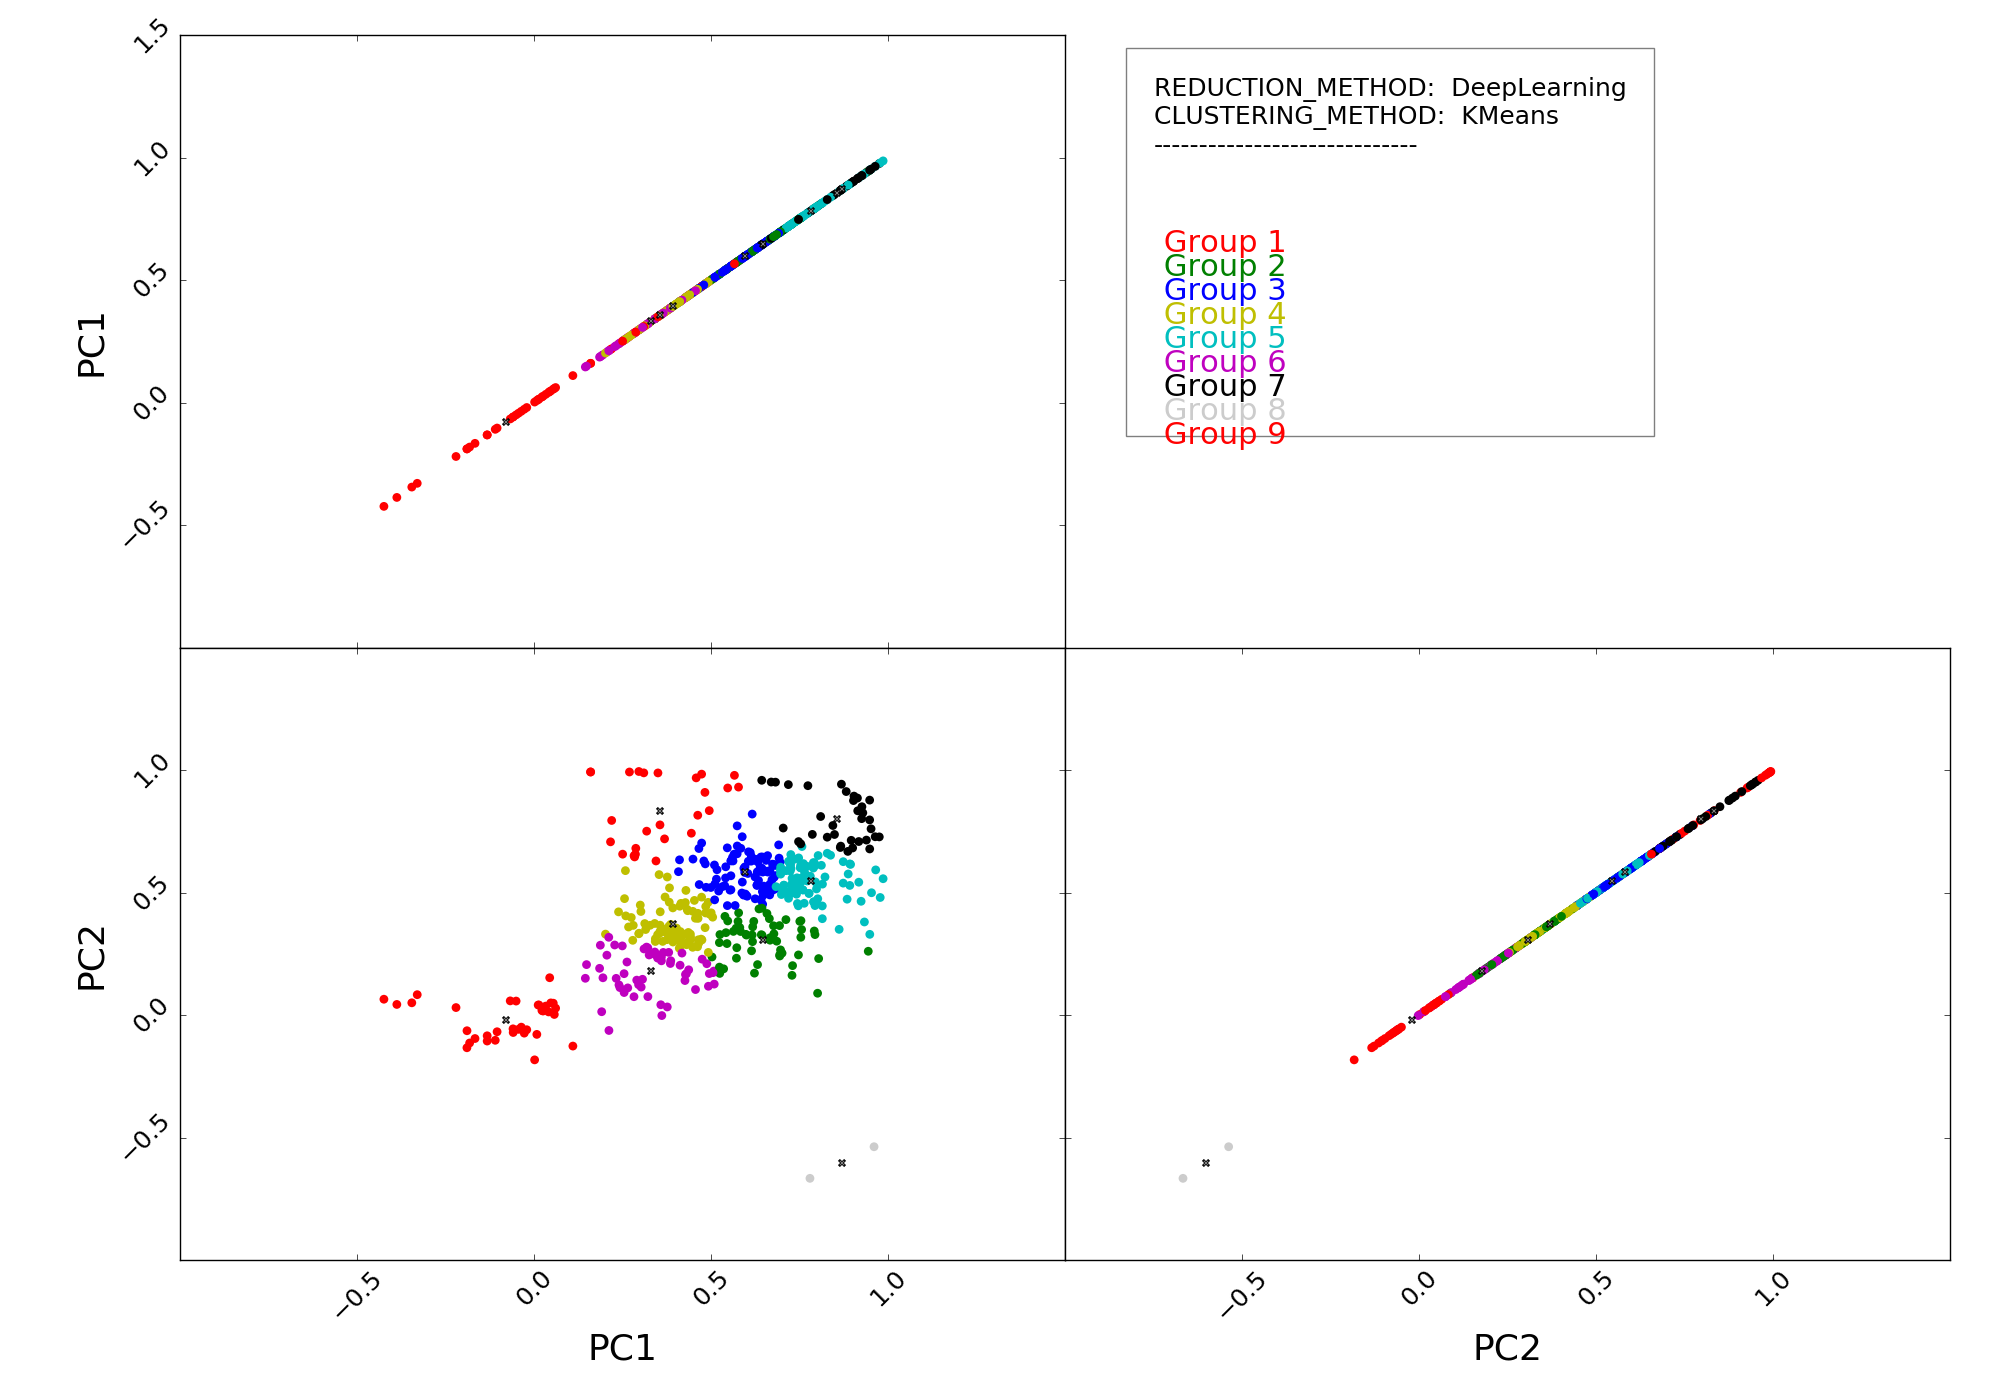 1.5
1.0
0.5
0.0
−0.5
PC1
REDUCTION_METHOD:  DeepLearning
CLUSTERING_METHOD:  KMeans
-----------------------------
Group 1
Group 2
Group 3
Group 4
Group 5
Group 6
Group 7
Group 8
Group 9
1.0
0.5
0.0
−0.5
PC2
−0.5 0.0 0.5 1.0
−0.5 0.0 0.5 1.0
PC1
PC2